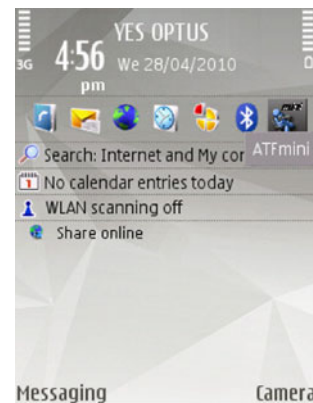 YES OPTUS
3G 4:56 pm We 28/04/2010
ATFmini
Search: Internet and My cor
No calendar entries today
WLAN scanning off
Share online
Messaging Camera